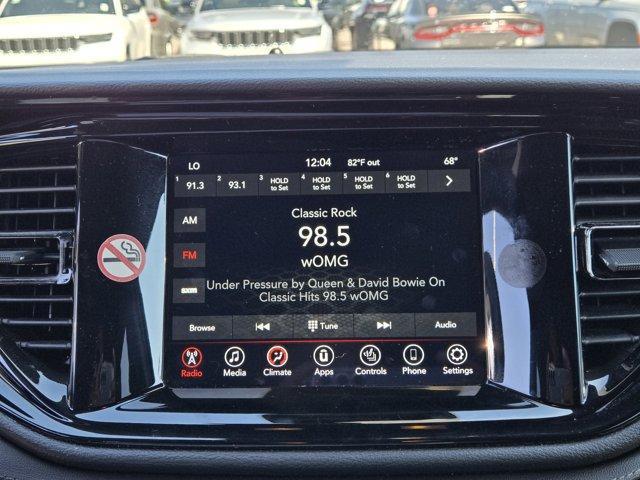 LO 12:04 82°F out 68°
1 91.3 2 93.1 3 HOLD to Set 4 HOLD to Set 5 HOLD to Set 6 HOLD to Set
AM
FM
sxm
Classic Rock
98.5
wOMG
Under Pressure by Queen & David Bowie On
Classic Hits 98.5 wOMG
Browse Tune Audio
Radio Media Climate Apps Controls Phone Settings